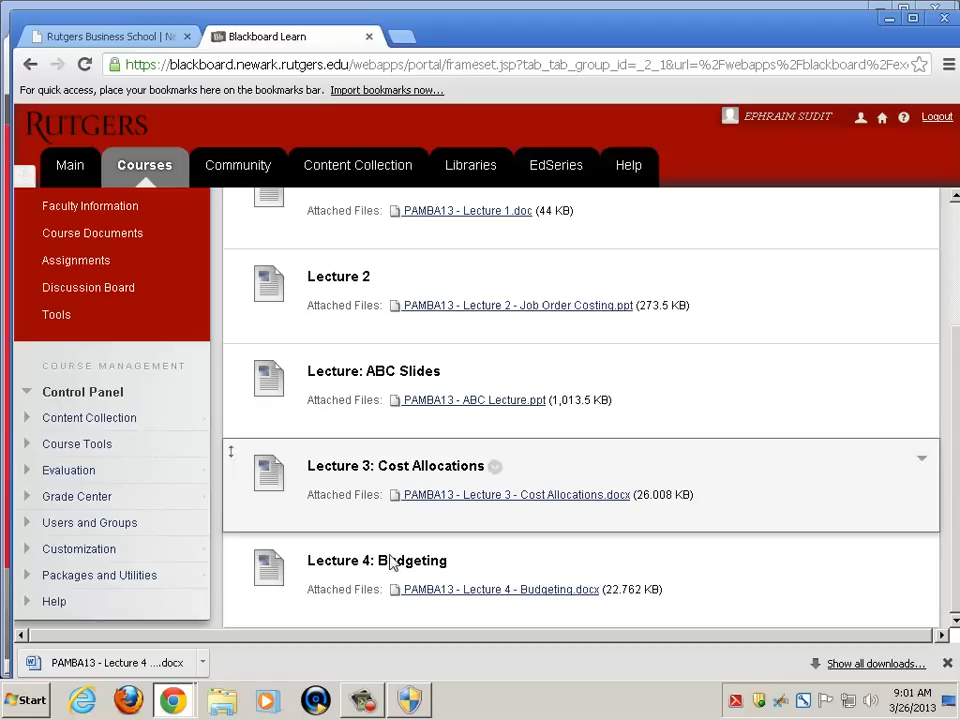 Rutgers Business School | Ne
Blackboard Learn
https://blackboard.newark.rutgers.edu/webapps/portal/frameset.jsp?tab_tab_group_id=_2_1&url=%2Fwebapps%2Fblackboard%2Fex
For quick access, place your bookmarks here on the bookmarks bar. Import bookmarks now...
RUTGERS
EPHRAIM SUDIT
Logout
Main
Courses
Community
Content Collection
Libraries
EdSeries
Help
Faculty Information
Course Documents
Assignments
Discussion Board
Tools
COURSE MANAGEMENT
Control Panel
Content Collection
Course Tools
Evaluation
Grade Center
Users and Groups
Customization
Packages and Utilities
Help
Attached Files: PAMBA13 - Lecture 1.doc (44 KB)
Lecture 2
Attached Files: PAMBA13 - Lecture 2 - Job Order Costing.ppt (273.5 KB)
Lecture: ABC Slides
Attached Files: PAMBA13 - ABC Lecture.ppt (1,013.5 KB)
Lecture 3: Cost Allocations
Attached Files: PAMBA13 - Lecture 3 - Cost Allocations.docx (26.008 KB)
Lecture 4: Budgeting
Attached Files: PAMBA13 - Lecture 4 - Budgeting.docx (22.762 KB)
PAMBA13 - Lecture 4 ....docx
Show all downloads...
Start
9:01 AM
3/26/2013